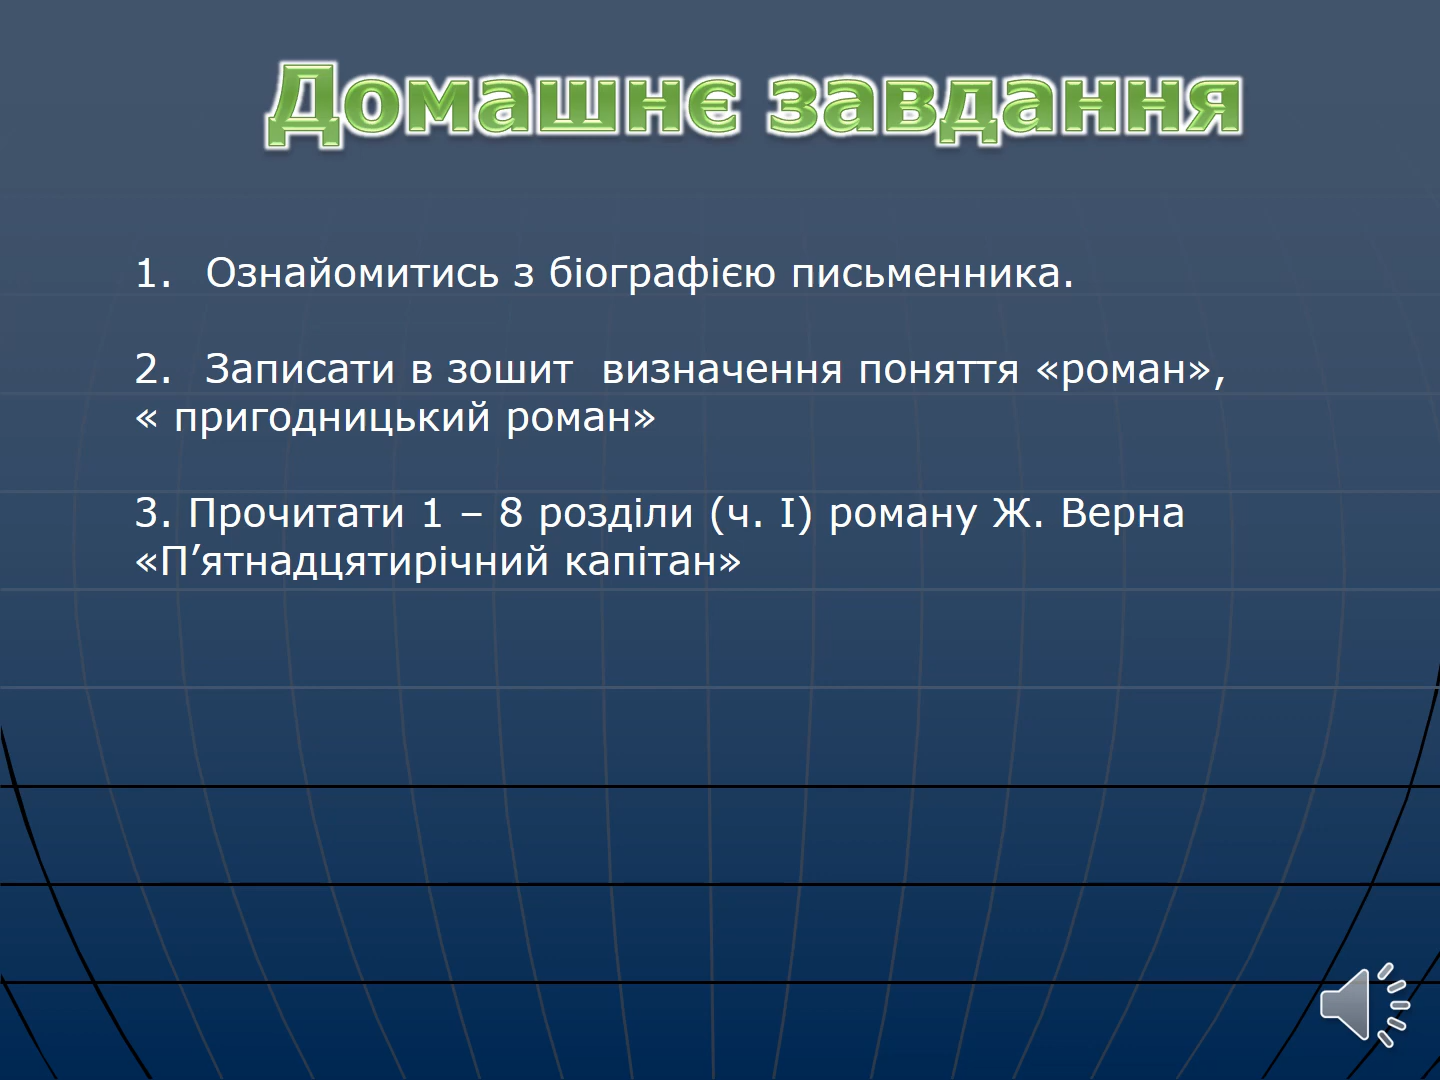 Домашнє завдання
1. Ознайомитись з біографією письменника.
2. Записати в зошит  визначення поняття «роман»,
« пригодницький роман»
3. Прочитати 1 – 8 розділи (ч. І) роману Ж. Верна
«П’ятнадцятирічний капітан»